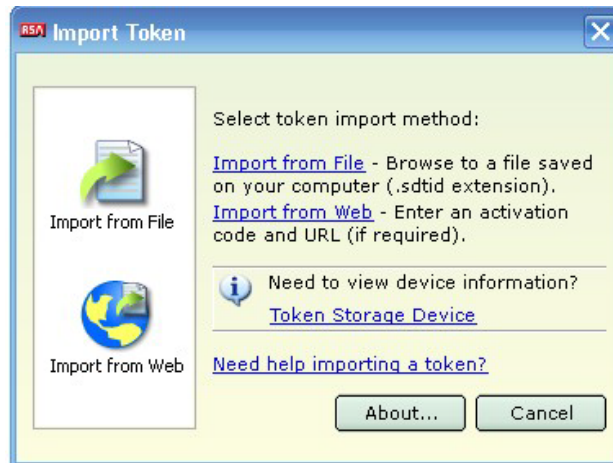 RSA Import Token
Select token import method:
Import from File - Browse to a file saved
on your computer (.sdtid extension).
Import from Web - Enter an activation
code and URL (if required).
Import from File
Need to view device information?
Token Storage Device
Import from Web
Need help importing a token?
About... Cancel